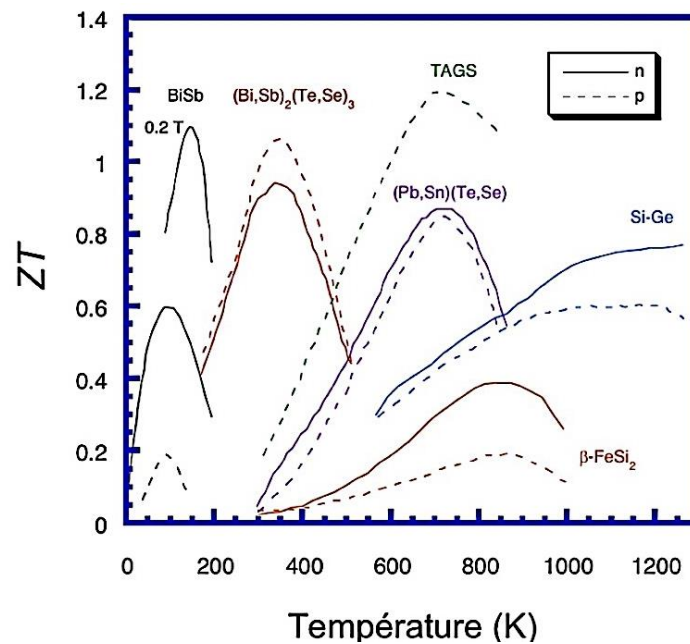 1.4
1.2
1
0.8
0.6
0.4
0.2
0
ZT
BiSb
0.2 T
(Bi,Sb)₂(Te,Se)₃
TAGS
n
p
(Pb,Sn)(Te,Se)
Si-Ge
β-FeSi₂
0 200 400 600 800 1000 1200
Température (K)